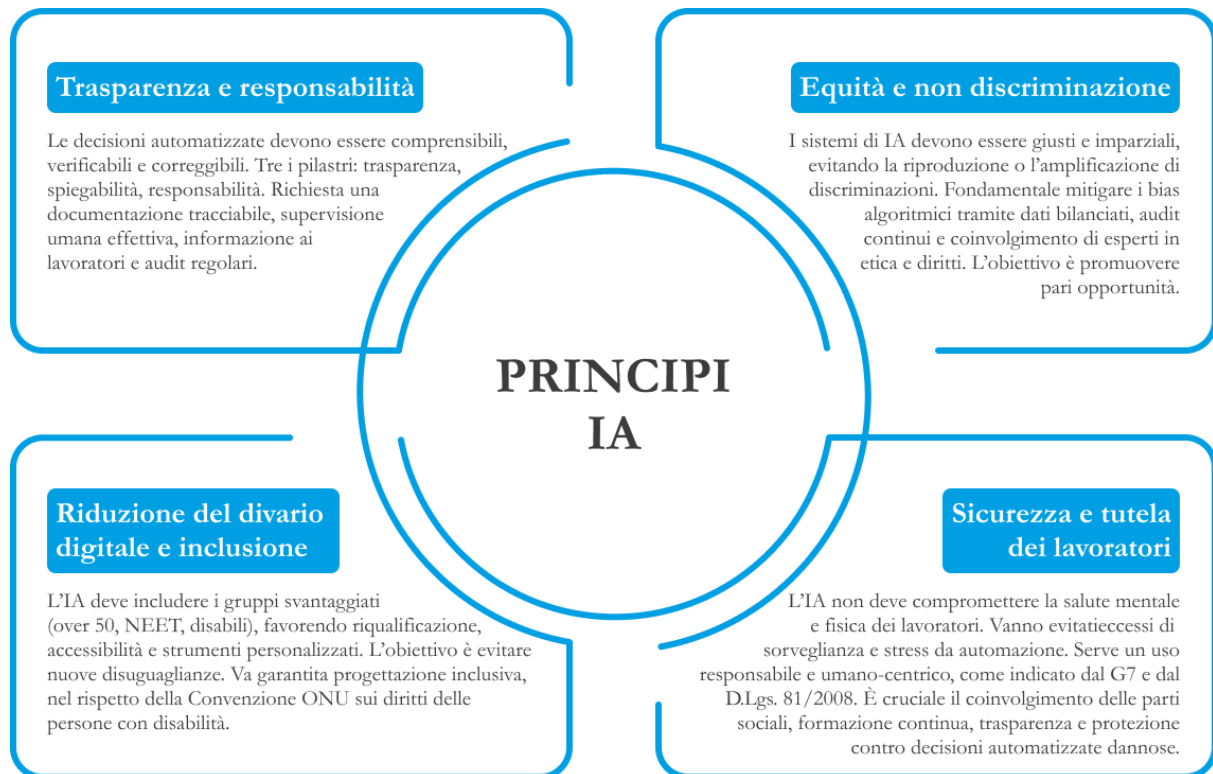 Trasparenza e responsabilità
Le decisioni automatizzate devono essere comprensibili,
verificabili e correggibili. Tre i pilastri: trasparenza,
spiegabilità, responsabilità. Richiesta una
documentazione tracciabile, supervisione
umana effettiva, informazione ai
lavoratori e audit regolari.
Equità e non discriminazione
I sistemi di IA devono essere giusti e imparziali,
evitando la riproduzione o l’amplificazione di
discriminazioni. Fondamentale mitigare i bias
algoritmici tramite dati bilanciati, audit
continui e coinvolgimento di esperti in
etica e diritti. L’obiettivo è promuovere
pari opportunità.
PRINCIPI
IA
Riduzione del divario
digitale e inclusione
L’IA deve includere i gruppi svantaggiati
(over 50, NEET, disabili), favorendo riqualificazione,
accessibilità e strumenti personalizzati. L’obiettivo è evitare
nuove disuguaglianze. Va garantita progettazione inclusiva,
nel rispetto della Convenzione ONU sui diritti delle
persone con disabilità.
Sicurezza e tutela
dei lavoratori
L’IA non deve compromettere la salute mentale
e fisica dei lavoratori. Vanno evitatieccessi di
sorveglianza e stress da automazione. Serve un uso
responsabile e umano-centrico, come indicato dal G7 e dal
D.Lgs. 81/2008. È cruciale il coinvolgimento delle parti
sociali, formazione continua, trasparenza e protezione
contro decisioni automatizzate dannose.